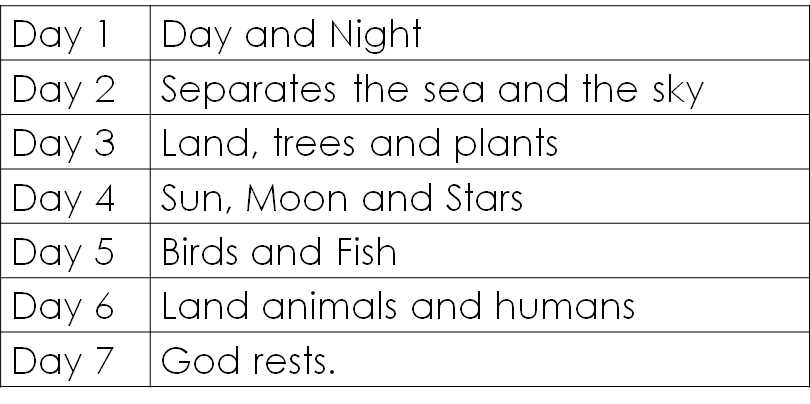 Day 1 Day and Night
Day 2 Separates the sea and the sky
Day 3 Land, trees and plants
Day 4 Sun, Moon and Stars
Day 5 Birds and Fish
Day 6 Land animals and humans
Day 7 God rests.